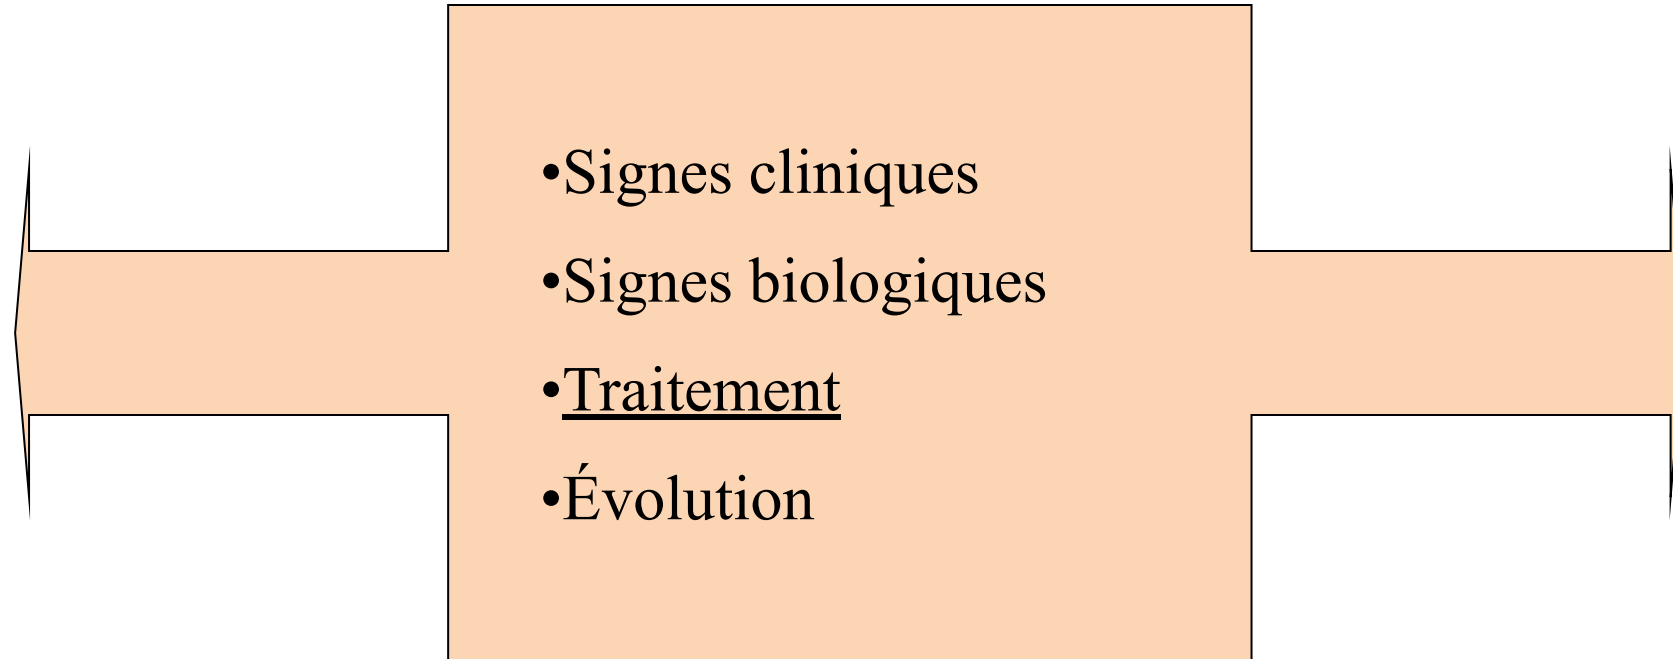 •Signes cliniques
•Signes biologiques
•Traitement
•Évolution